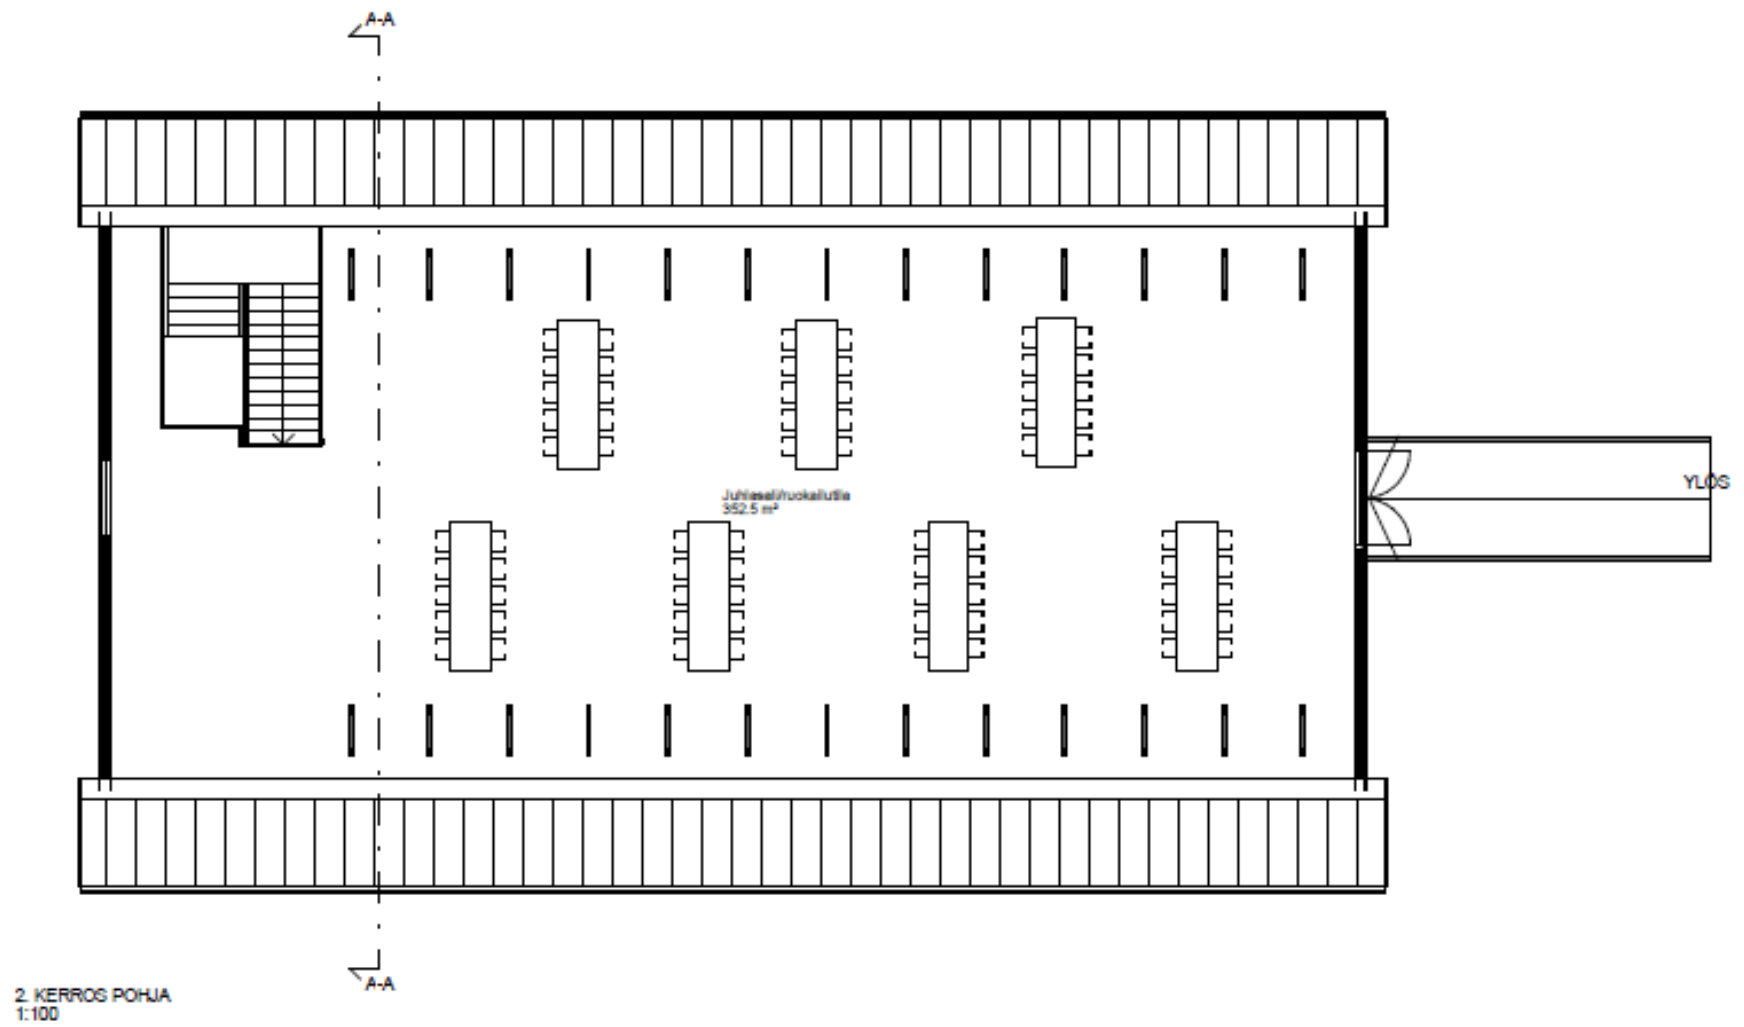 A-A
Juhlasali/ruokailutila
352.5 m²
YLÖS
A-A
2. KERROS POHJA
1:100